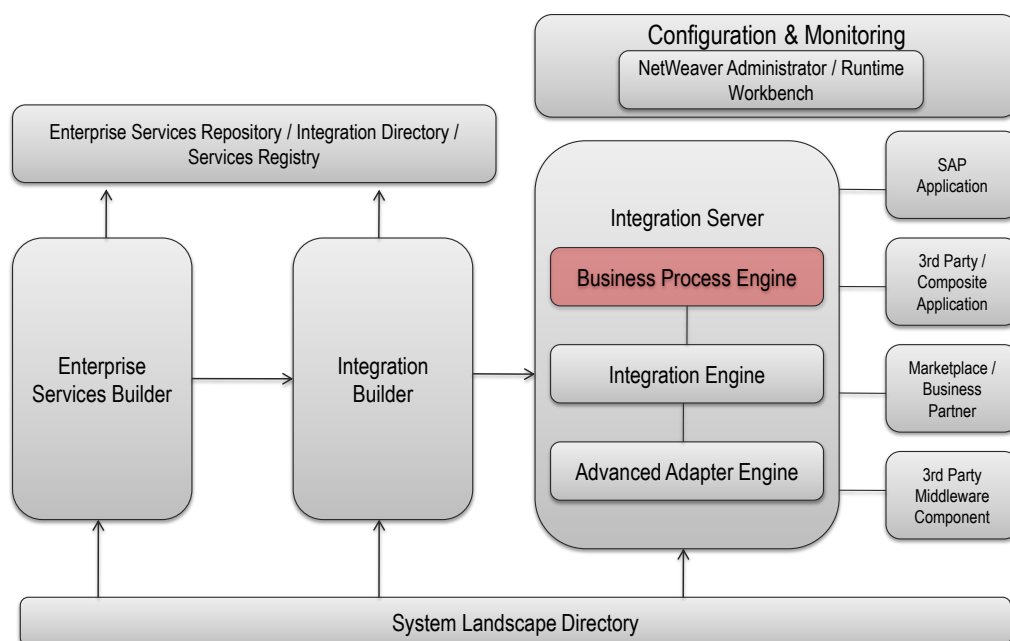 Configuration & Monitoring
NetWeaver Administrator / Runtime
Workbench
Enterprise Services Repository / Integration Directory /
Services Registry
SAP
Application
Integration Server
Business Process Engine
3rd Party /
Composite
Application
Enterprise
Services Builder
Integration
Builder
Integration Engine
Marketplace /
Business
Partner
Advanced Adapter Engine
3rd Party
Middleware
Component
System Landscape Directory